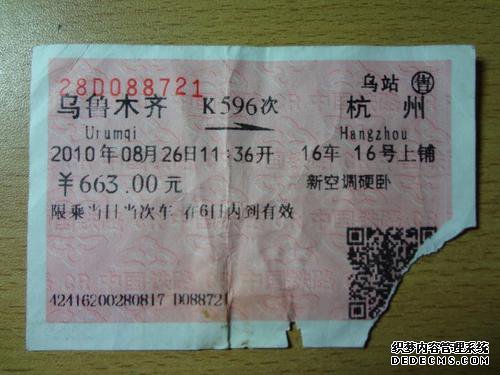 28D088721
乌站 售
乌鲁木齐 K596次 杭州
Urumqi Hangzhou
2010年08月26日11:36开 16车 16号上铺
￥663.00元 新空调硬卧
限乘当日当次车 在6日内到有效
42416200280817 D088721
织梦内容管理系统
DEDECMS.COM